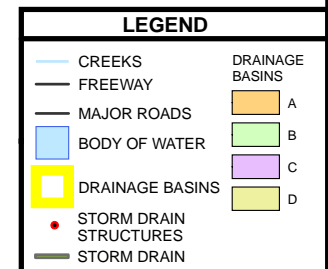 LEGEND
CREEKS
FREEWAY
MAJOR ROADS
BODY OF WATER
DRAINAGE BASINS
STORM DRAIN
STRUCTURES
STORM DRAIN
DRAINAGE
BASINS
A
B
C
D